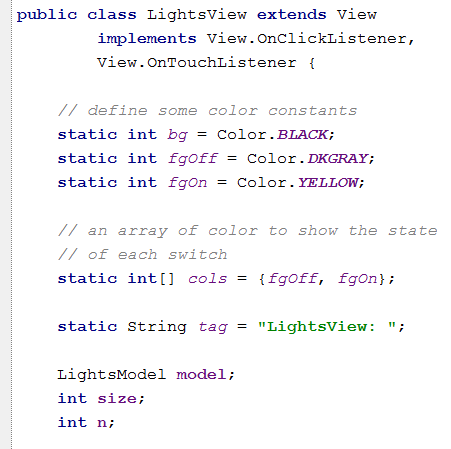 public class LightsView extends View
implements View.OnClickListener,
View.OnTouchListener {
// define some color constants
static int bg = Color.BLACK;
static int fgOff = Color.DKGRAY;
static int fgOn = Color.YELLOW;
// an array of color to show the state
// of each switch
static int[] cols = {fgOff, fgOn};
static String tag = "LightsView: ";
LightsModel model;
int size;
int n;